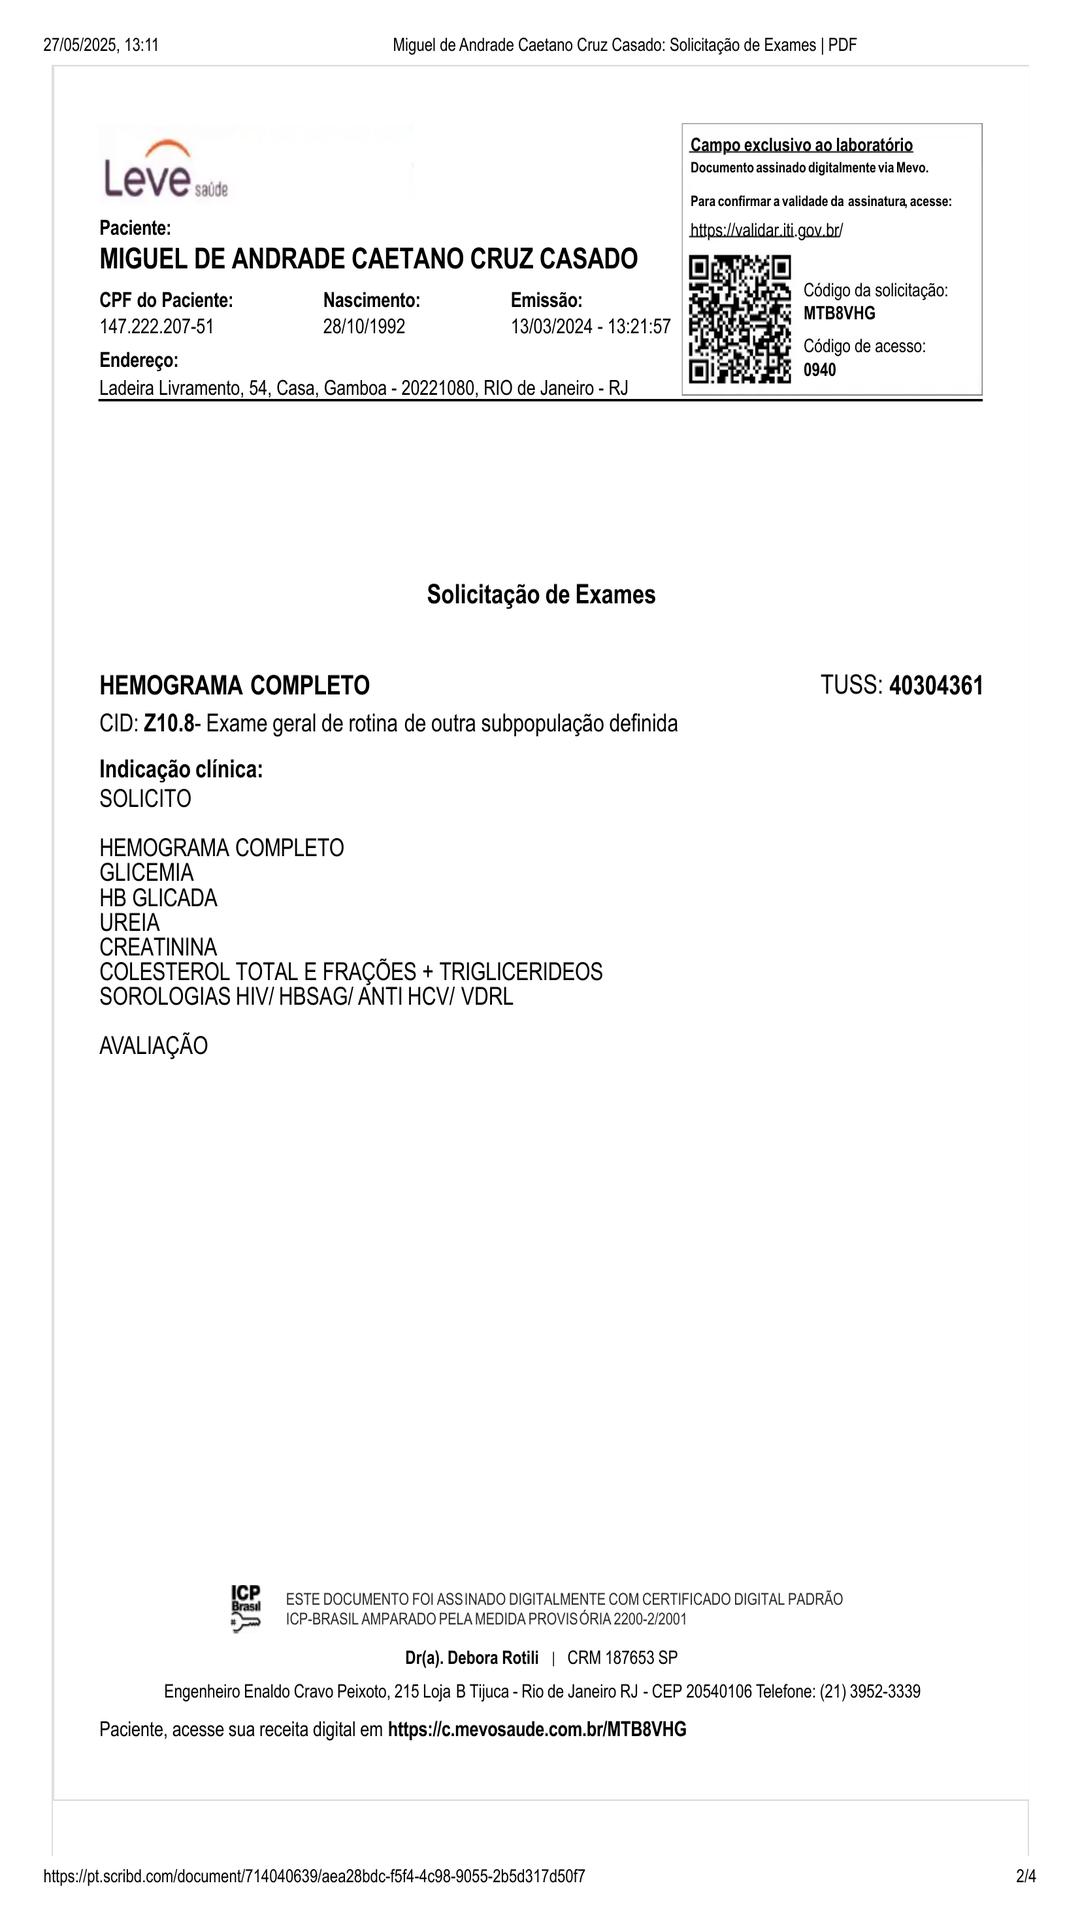 27/05/2025, 13:11
Miguel de Andrade Caetano Cruz Casado: Solicitação de Exames | PDF
Leve saúde
Campo exclusivo ao laboratório
Documento assinado digitalmente via Mevo.
Para confirmar a validade da assinatura, acesse:
https://validar.iti.gov.br/
Código da solicitação:
MTB8VHG
Código de acesso:
0940
Paciente:
MIGUEL DE ANDRADE CAETANO CRUZ CASADO
CPF do Paciente: Nascimento: Emissão:
147.222.207-51 28/10/1992 13/03/2024 - 13:21:57
Endereço:
Ladeira Livramento, 54, Casa, Gamboa - 20221080, RIO de Janeiro - RJ
Solicitação de Exames
HEMOGRAMA COMPLETO TUSS: 40304361
CID: Z10.8- Exame geral de rotina de outra subpopulação definida
Indicação clínica:
SOLICITO
HEMOGRAMA COMPLETO
GLICEMIA
HB GLICADA
UREIA
CREATININA
COLESTEROL TOTAL E FRAÇÕES + TRIGLICERIDEOS
SOROLOGIAS HIV/ HBSAG/ ANTI HCV/ VDRL
AVALIAÇÃO
ICP
Brasil
ESTE DOCUMENTO FOI ASSINADO DIGITALMENTE COM CERTIFICADO DIGITAL PADRÃO
ICP-BRASIL AMPARADO PELA MEDIDA PROVISÓRIA 2200-2/2001
Dr(a). Debora Rotili | CRM 187653 SP
Engenheiro Enaldo Cravo Peixoto, 215 Loja B Tijuca - Rio de Janeiro RJ - CEP 20540106 Telefone: (21) 3952-3339
Paciente, acesse sua receita digital em https://c.mevosaude.com.br/MTB8VHG
https://pt.scribd.com/document/714040639/aea28bdc-f5f4-4c98-9055-2b5d317d50f7
2/4